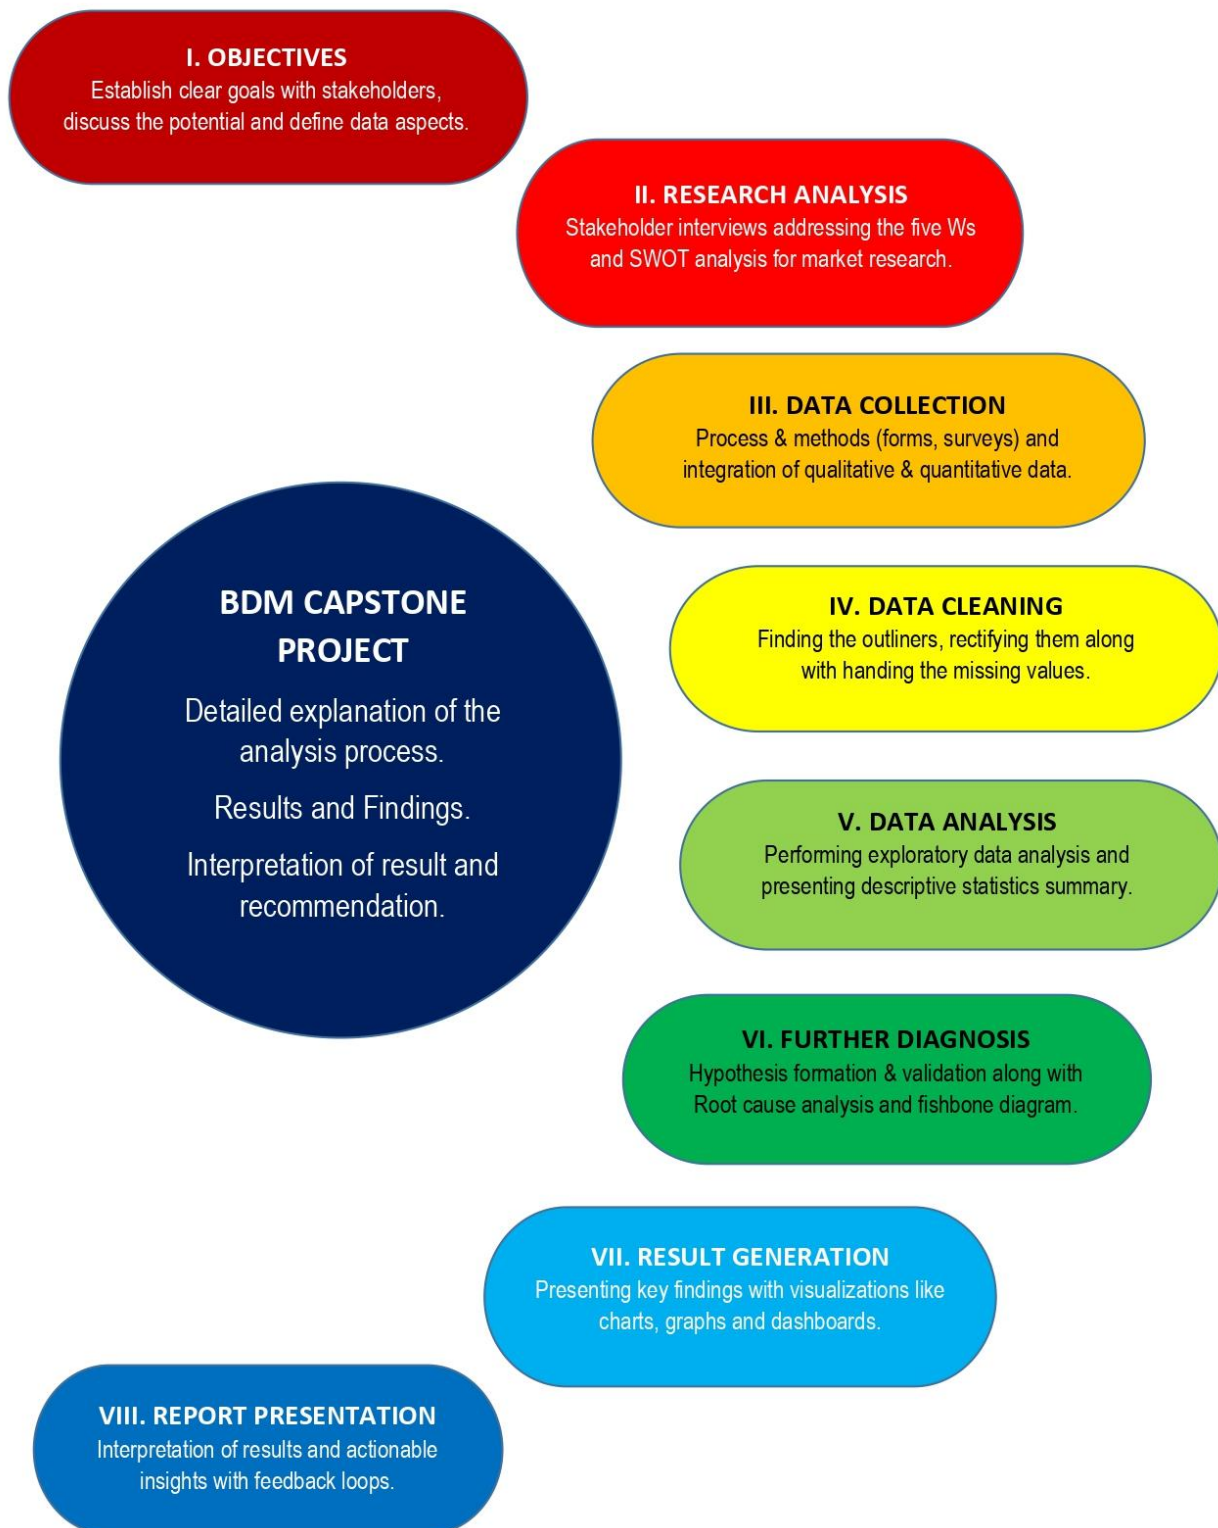 I. OBJECTIVES
Establish clear goals with stakeholders,
discuss the potential and define data aspects.
II. RESEARCH ANALYSIS
Stakeholder interviews addressing the five Ws
and SWOT analysis for market research.
III. DATA COLLECTION
Process & methods (forms, surveys) and
integration of qualitative & quantitative data.
BDM CAPSTONE
PROJECT
Detailed explanation of the
analysis process.
Results and Findings.
Interpretation of result and
recommendation.
IV. DATA CLEANING
Finding the outliners, rectifying them along
with handing the missing values.
V. DATA ANALYSIS
Performing exploratory data analysis and
presenting descriptive statistics summary.
VI. FURTHER DIAGNOSIS
Hypothesis formation & validation along with
Root cause analysis and fishbone diagram.
VII. RESULT GENERATION
Presenting key findings with visualizations like
charts, graphs and dashboards.
VIII. REPORT PRESENTATION
Interpretation of results and actionable
insights with feedback loops.